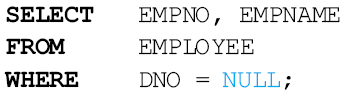 SELECT EMPNO, EMPNAME
FROM EMPLOYEE
WHERE DNO = NULL;